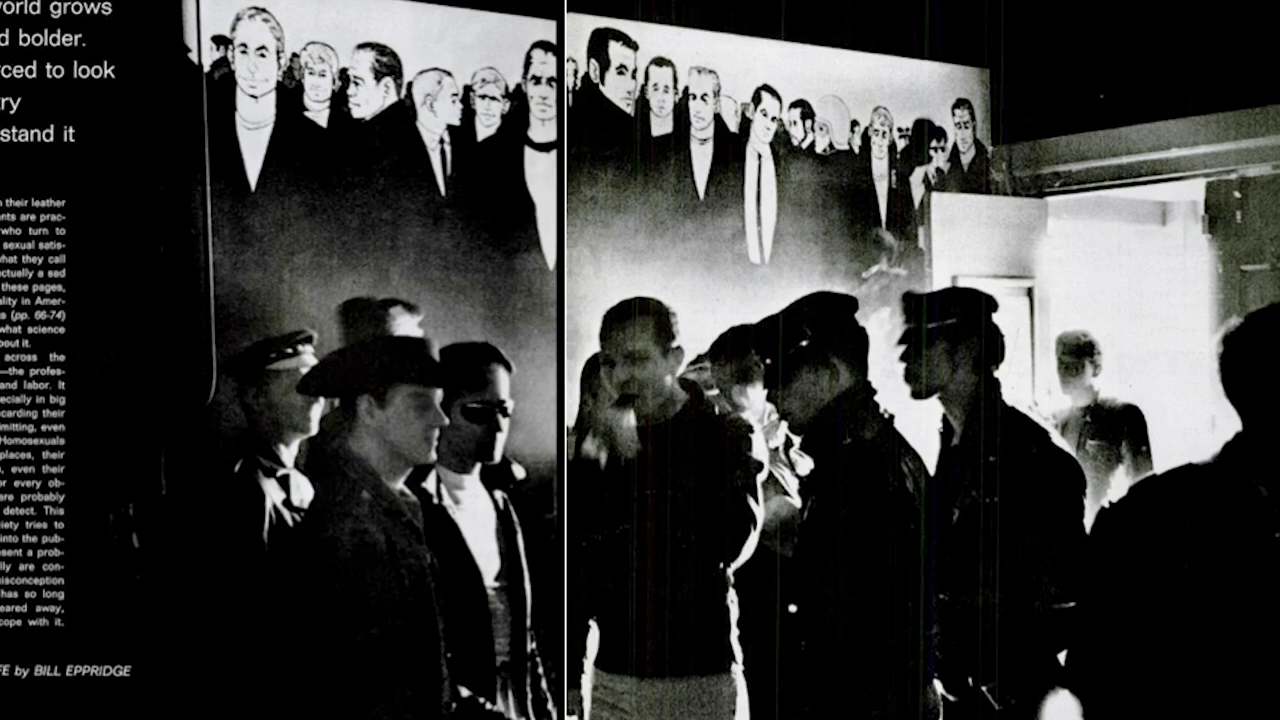 world grows
d bolder.
rced to look
try
stand it
n their leather
nts are prac-
who turn to
sexual satis-
what they call
actually a sad
these pages,
ality in Amer-
s (pp. 66-74)
what science
bout it.
across the
—the profes-
and labor. It
ecially in big
carding their
mitting, even
Homosexuals
places, their
s, even their
or every ob-
are probably
detect. This
iety tries to
into the pub-
esent a prob-
lly are con-
isconception
has so long
eared away,
cope with it.
FE by BILL EPPRIDGE